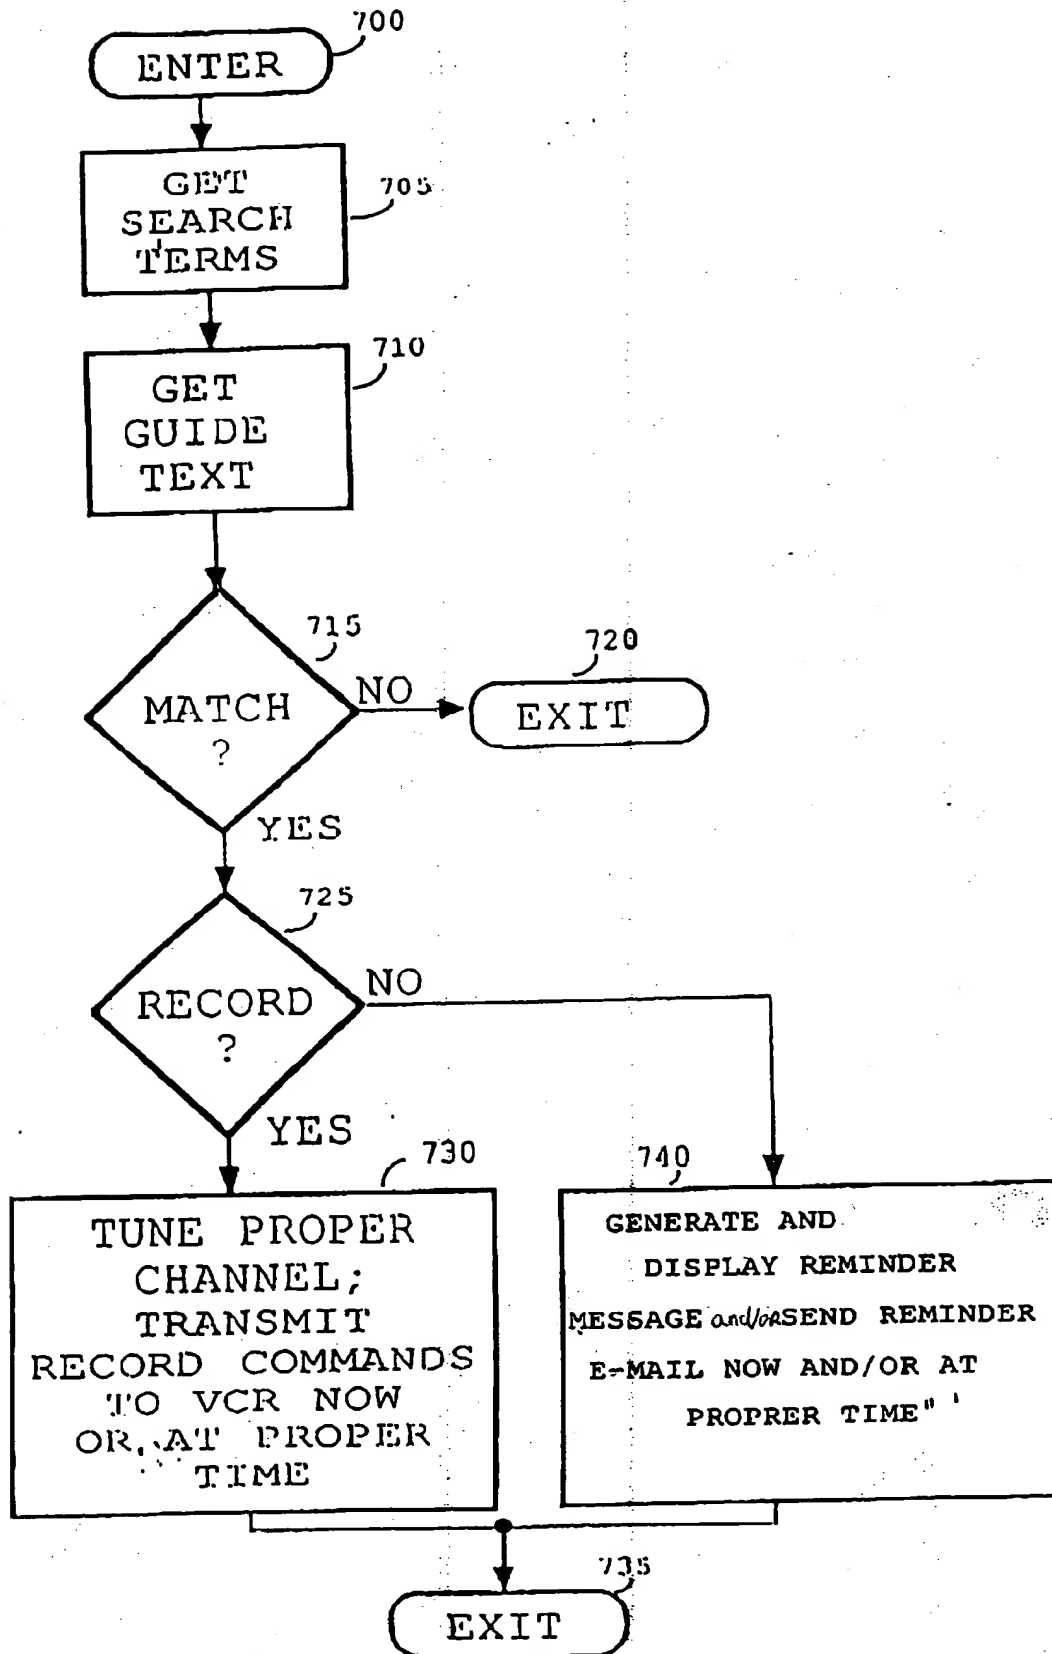 700
ENTER
705
GET
SEARCH
TERMS
710
GET
GUIDE
TEXT
715
MATCH
?
NO
720
EXIT
YES
725
RECORD
?
NO
YES
730
TUNE PROPER
CHANNEL;
TRANSMIT
RECORD COMMANDS
TO VCR NOW
OR, AT PROPER
TIME
740
GENERATE AND
DISPLAY REMINDER
MESSAGE and/or SEND REMINDER
E-MAIL NOW AND/OR AT
PROPRER TIME" '
735
EXIT